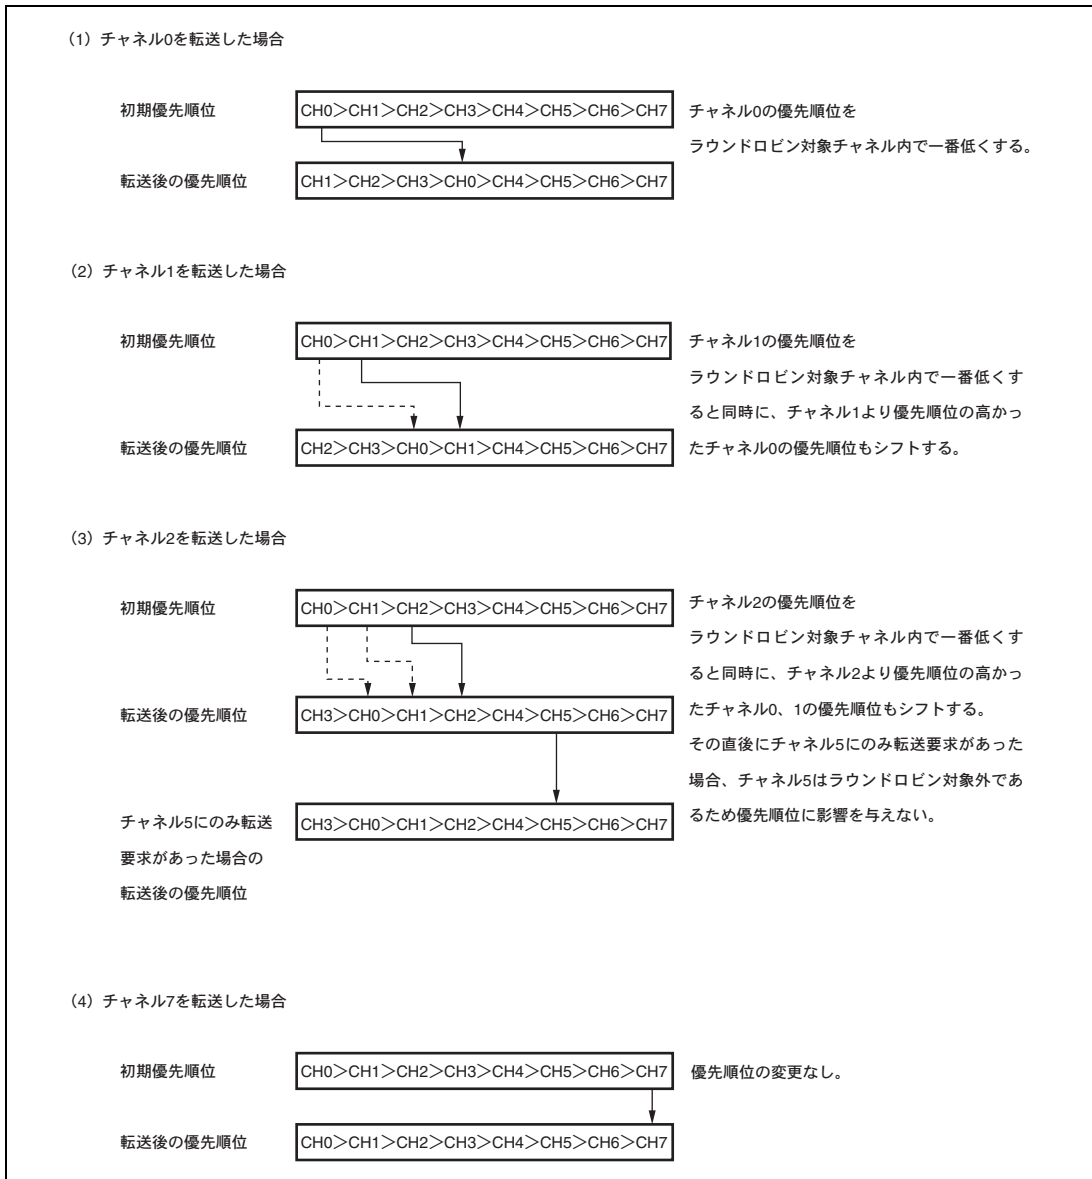 （1）チャネル0を転送した場合
初期優先順位
CH0＞CH1＞CH2＞CH3＞CH4＞CH5＞CH6＞CH7
チャネル0の優先順位を
ラウンドロビン対象チャネル内で一番低くする。
転送後の優先順位
CH1＞CH2＞CH3＞CH0＞CH4＞CH5＞CH6＞CH7
（2）チャネル1を転送した場合
初期優先順位
CH0＞CH1＞CH2＞CH3＞CH4＞CH5＞CH6＞CH7
チャネル1の優先順位を
ラウンドロビン対象チャネル内で一番低くす
ると同時に、チャネル1より優先順位の高かっ
たチャネル0の優先順位もシフトする。
転送後の優先順位
CH2＞CH3＞CH0＞CH1＞CH4＞CH5＞CH6＞CH7
（3）チャネル2を転送した場合
初期優先順位
CH0＞CH1＞CH2＞CH3＞CH4＞CH5＞CH6＞CH7
チャネル2の優先順位を
ラウンドロビン対象チャネル内で一番低くす
ると同時に、チャネル2より優先順位の高かっ
たチャネル0、1の優先順位もシフトする。
その直後にチャネル5にのみ転送要求があった
場合、チャネル5はラウンドロビン対象外であ
るため優先順位に影響を与えない。
転送後の優先順位
CH3＞CH0＞CH1＞CH2＞CH4＞CH5＞CH6＞CH7
チャネル5にのみ転送
要求があった場合の
転送後の優先順位
CH3＞CH0＞CH1＞CH2＞CH4＞CH5＞CH6＞CH7
（4）チャネル7を転送した場合
初期優先順位
CH0＞CH1＞CH2＞CH3＞CH4＞CH5＞CH6＞CH7
優先順位の変更なし。
転送後の優先順位
CH0＞CH1＞CH2＞CH3＞CH4＞CH5＞CH6＞CH7